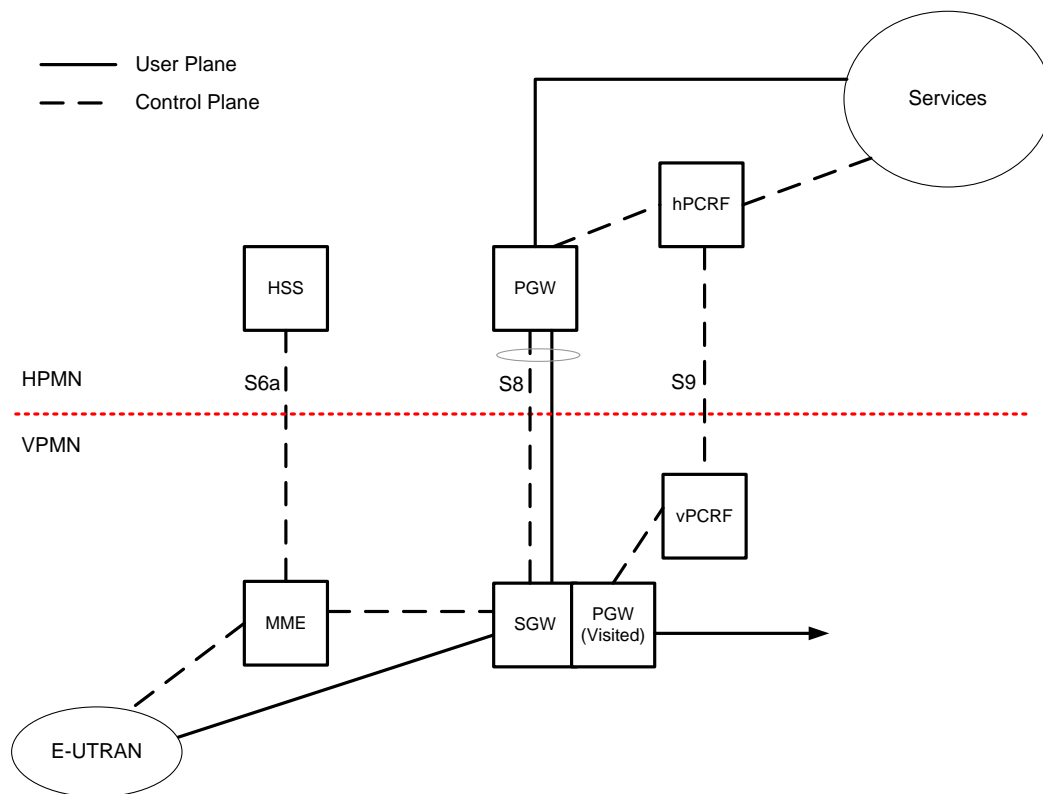 User Plane
Control Plane
Services
hPCRF
HSS
PGW
HPMN
S6a
S8
S9
VPMN
vPCRF
MME
SGW
PGW
(Visited)
E-UTRAN